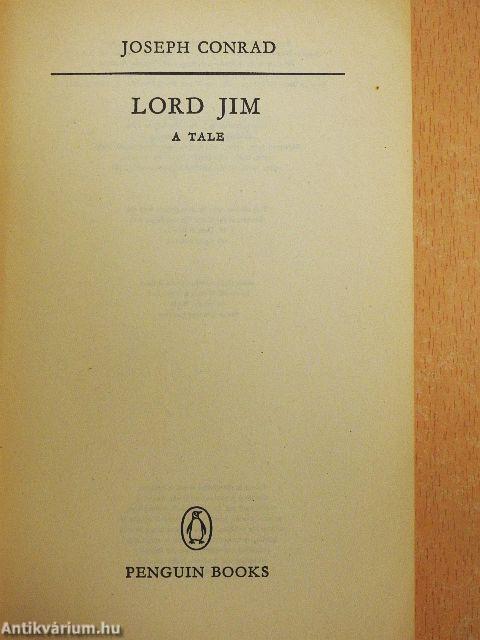 JOSEPH CONRAD
LORD JIM
A TALE
PENGUIN BOOKS
Antikvárium.hu